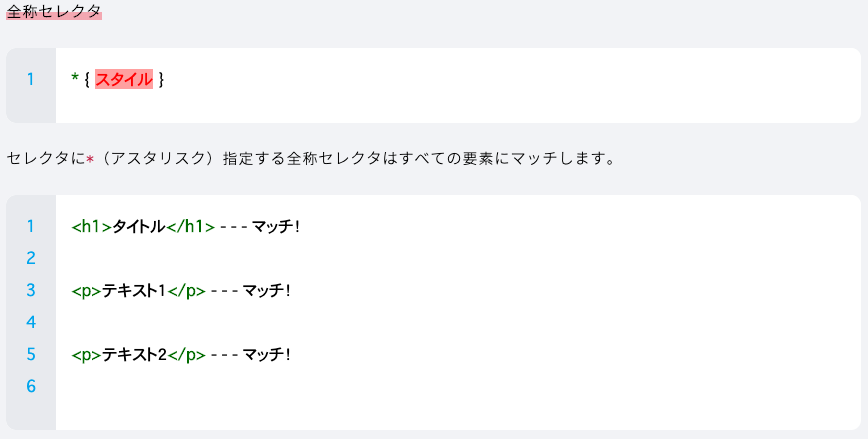 全称セレクタ
1 * { スタイル }
セレクタに*（アスタリスク）指定する全称セレクタはすべての要素にマッチします。
1 <h1>タイトル</h1> - - - マッチ！
2
3 <p>テキスト1</p> - - - マッチ！
4
5 <p>テキスト2</p> - - - マッチ！
6